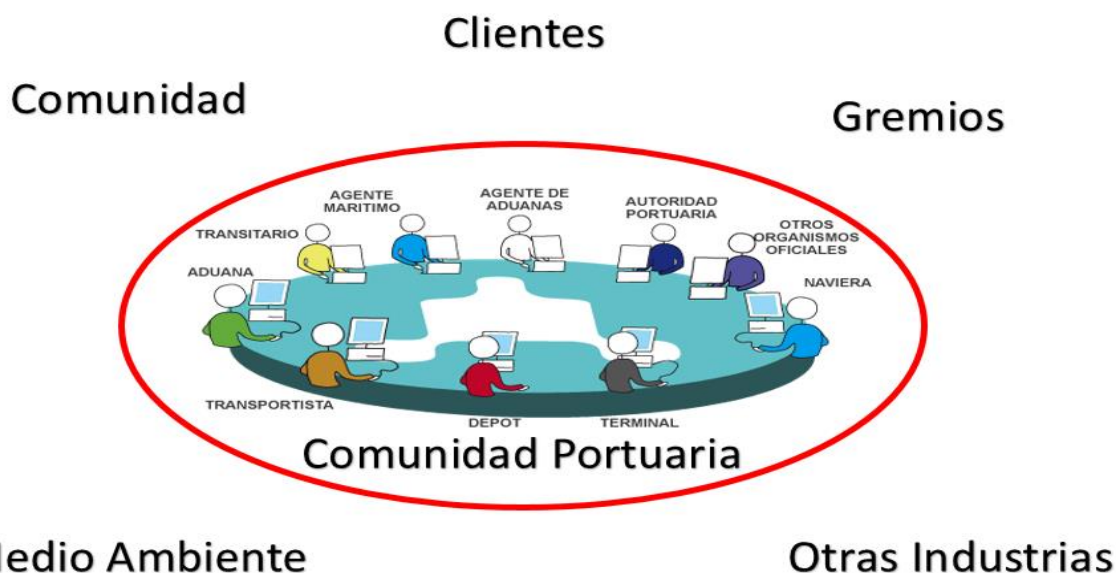 Clientes
Comunidad
Gremios
AGENTE
MARITIMO
AGENTE DE
ADUANAS
AUTORIDAD
PORTUARIA
OTROS
ORGANISMOS
OFICIALES
TRANSITARIO
ADUANA
NAVIERA
TRANSPORTISTA
DEPOT
TERMINAL
Comunidad Portuaria
Medio Ambiente
Otras Industrias